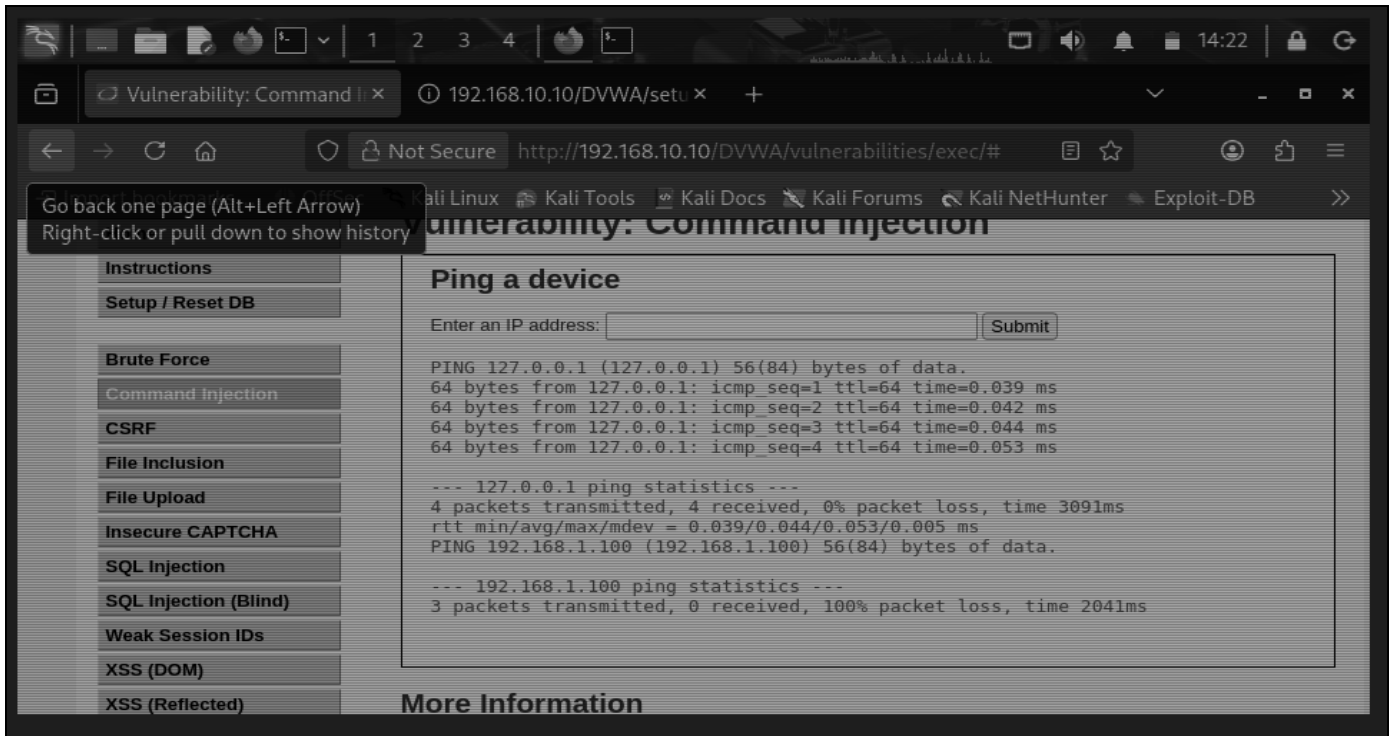 1 2 3 4 14:22
Vulnerability: Command I 192.168.10.10/DVWA/setu
Not Secure http://192.168.10.10/DVWA/vulnerabilities/exec/#
Kali Linux Kali Tools Kali Docs Kali Forums Kali NetHunter Exploit-DB
Go back one page (Alt+Left Arrow)
Right-click or pull down to show history
Vulnerability: Command Injection
Instructions
Setup / Reset DB
Brute Force
Command Injection
CSRF
File Inclusion
File Upload
Insecure CAPTCHA
SQL Injection
SQL Injection (Blind)
Weak Session IDs
XSS (DOM)
XSS (Reflected)
Ping a device
Enter an IP address: Submit
PING 127.0.0.1 (127.0.0.1) 56(84) bytes of data.
64 bytes from 127.0.0.1: icmp_seq=1 ttl=64 time=0.039 ms
64 bytes from 127.0.0.1: icmp_seq=2 ttl=64 time=0.042 ms
64 bytes from 127.0.0.1: icmp_seq=3 ttl=64 time=0.044 ms
64 bytes from 127.0.0.1: icmp_seq=4 ttl=64 time=0.053 ms
--- 127.0.0.1 ping statistics ---
4 packets transmitted, 4 received, 0% packet loss, time 3091ms
rtt min/avg/max/mdev = 0.039/0.044/0.053/0.005 ms
PING 192.168.1.100 (192.168.1.100) 56(84) bytes of data.
--- 192.168.1.100 ping statistics ---
3 packets transmitted, 0 received, 100% packet loss, time 2041ms
More Information